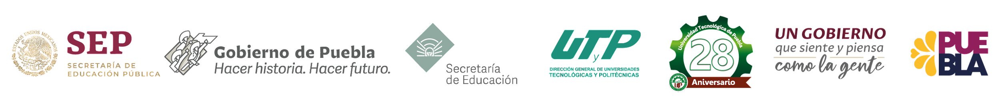 ESTADOS UNIDOS MEXICANOS
SEP
SECRETARÍA DE
EDUCACIÓN PÚBLICA
Gobierno de Puebla
Hacer historia. Hacer futuro.
Secretaría
de Educación
UTyP
DIRECCIÓN GENERAL DE UNIVERSIDADES
TECNOLÓGICAS Y POLITÉCNICAS
Universidad Tecnológica de Puebla
28
UTP
Aniversario
UN GOBIERNO
que siente y piensa
como la gente
PUE
BLA